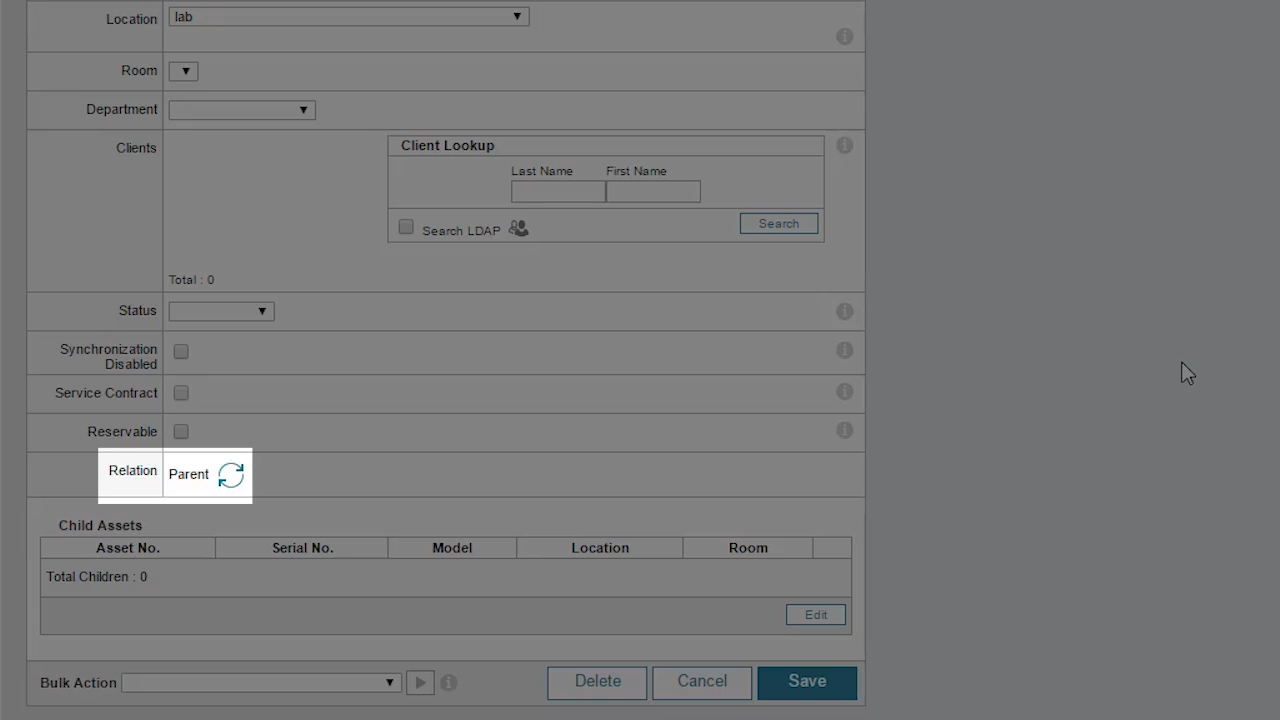 Location lab
Room
Department
Clients
Client Lookup
Last Name First Name
Search LDAP Search
Total : 0
Status
Synchronization
Disabled
Service Contract
Reservable
Relation Parent
Child Assets
Asset No. Serial No. Model Location Room
Total Children : 0
Edit
Bulk Action Delete Cancel Save